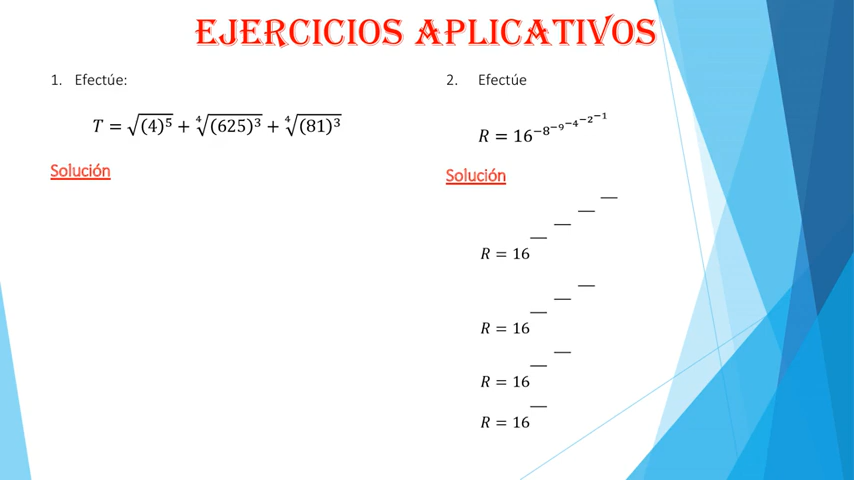 EJERCICIOS APLICATIVOS
1. Efectúe:
T = √(4)⁵ + ⁴√(625)³ + ⁴√(81)³
Solución
2. Efectúe
R = 16^−8^−9^−4^−2^−1
Solución
R = 16
R = 16
R = 16
R = 16